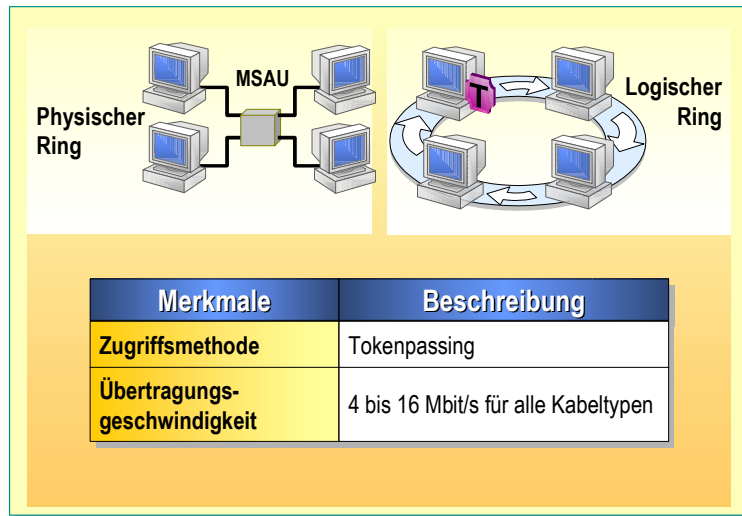 MSAU
Physischer
Ring
Logischer
Ring
T
Merkmale
Beschreibung
Zugriffsmethode
Tokenpassing
Übertragungs-
geschwindigkeit
4 bis 16 Mbit/s für alle Kabeltypen